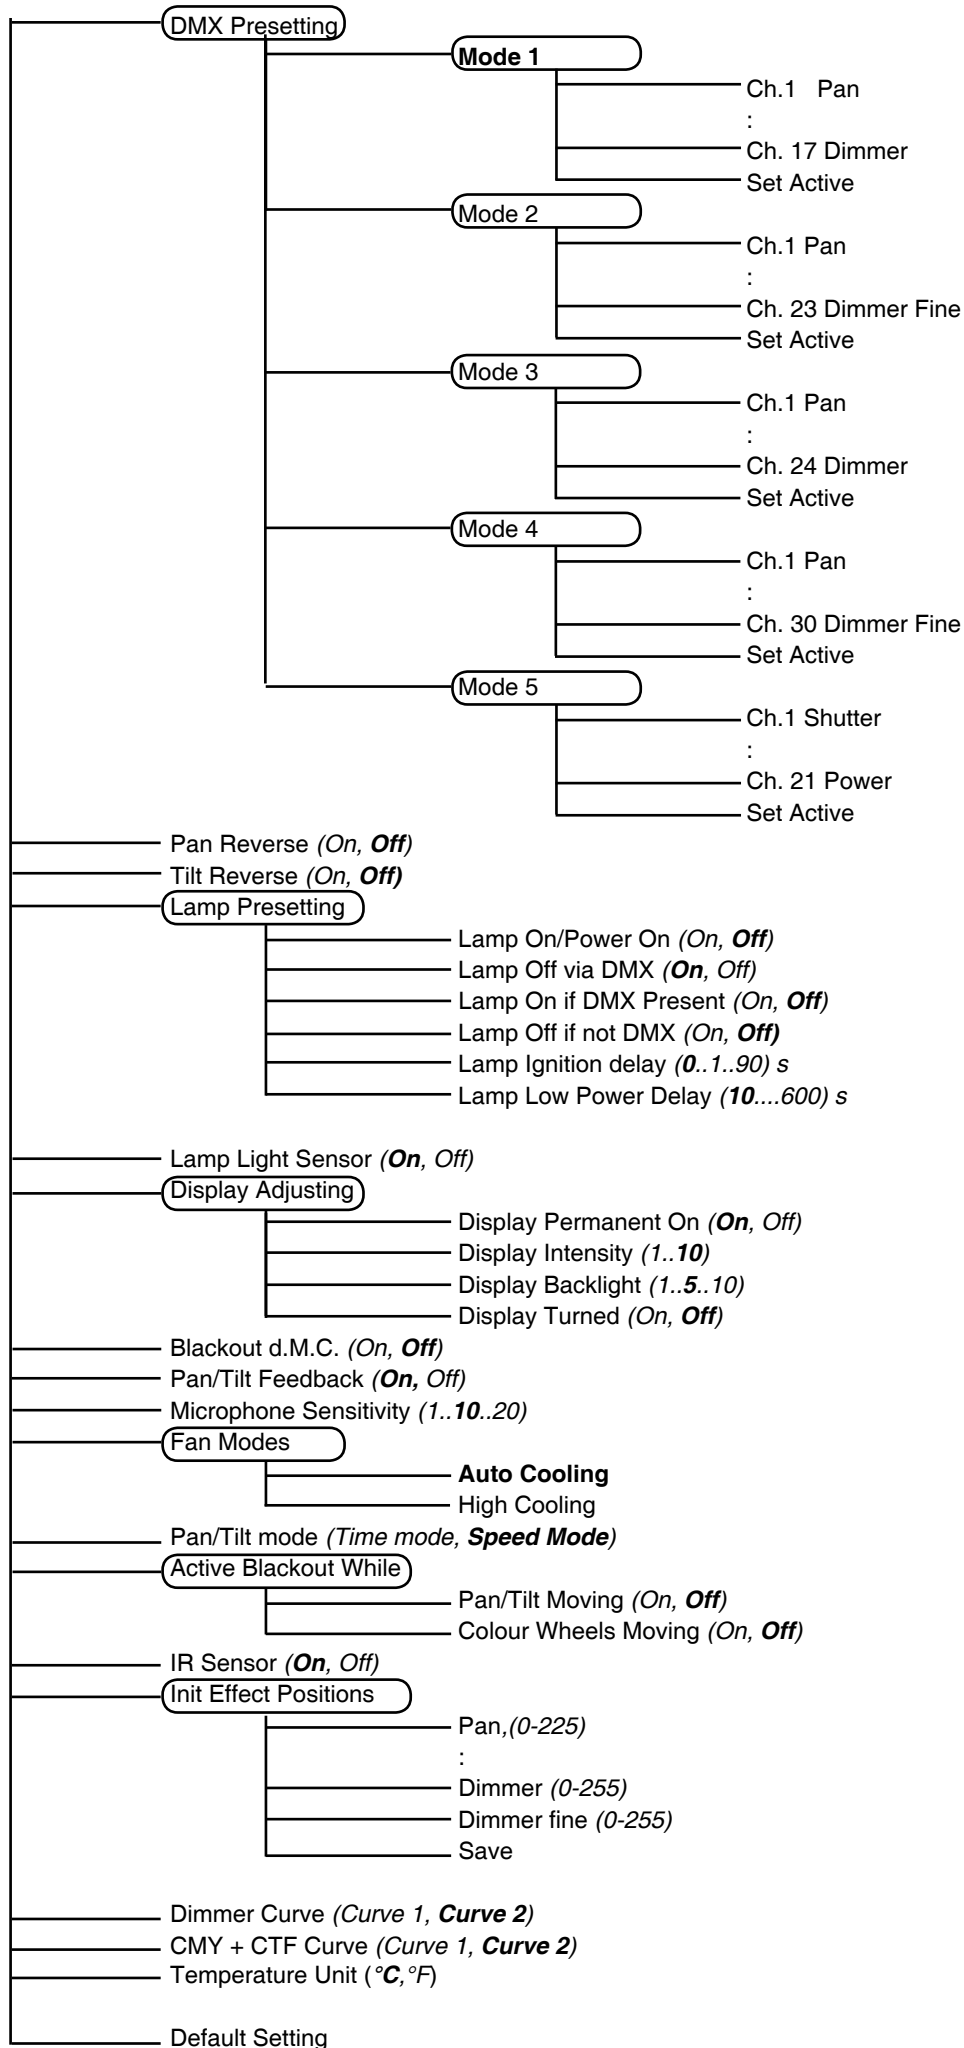 DMX Presetting
Mode 1
Ch.1 Pan
:
Ch. 17 Dimmer
Set Active
Mode 2
Ch.1 Pan
:
Ch. 23 Dimmer Fine
Set Active
Mode 3
Ch.1 Pan
:
Ch. 24 Dimmer
Set Active
Mode 4
Ch.1 Pan
:
Ch. 30 Dimmer Fine
Set Active
Mode 5
Ch.1 Shutter
:
Ch. 21 Power
Set Active
Pan Reverse (On, Off)
Tilt Reverse (On, Off)
Lamp Presetting
Lamp On/Power On (On, Off)
Lamp Off via DMX (On, Off)
Lamp On if DMX Present (On, Off)
Lamp Off if not DMX (On, Off)
Lamp Ignition delay (0..1..90) s
Lamp Low Power Delay (10....600) s
Lamp Light Sensor (On, Off)
Display Adjusting
Display Permanent On (On, Off)
Display Intensity (1..10)
Display Backlight (1..5..10)
Display Turned (On, Off)
Blackout d.M.C. (On, Off)
Pan/Tilt Feedback (On, Off)
Microphone Sensitivity (1..10..20)
Fan Modes
Auto Cooling
High Cooling
Pan/Tilt mode (Time mode, Speed Mode)
Active Blackout While
Pan/Tilt Moving (On, Off)
Colour Wheels Moving (On, Off)
IR Sensor (On, Off)
Init Effect Positions
Pan,(0-225)
:
Dimmer (0-255)
Dimmer fine (0-255)
Save
Dimmer Curve (Curve 1, Curve 2)
CMY + CTF Curve (Curve 1, Curve 2)
Temperature Unit (°C,°F)
Default Setting